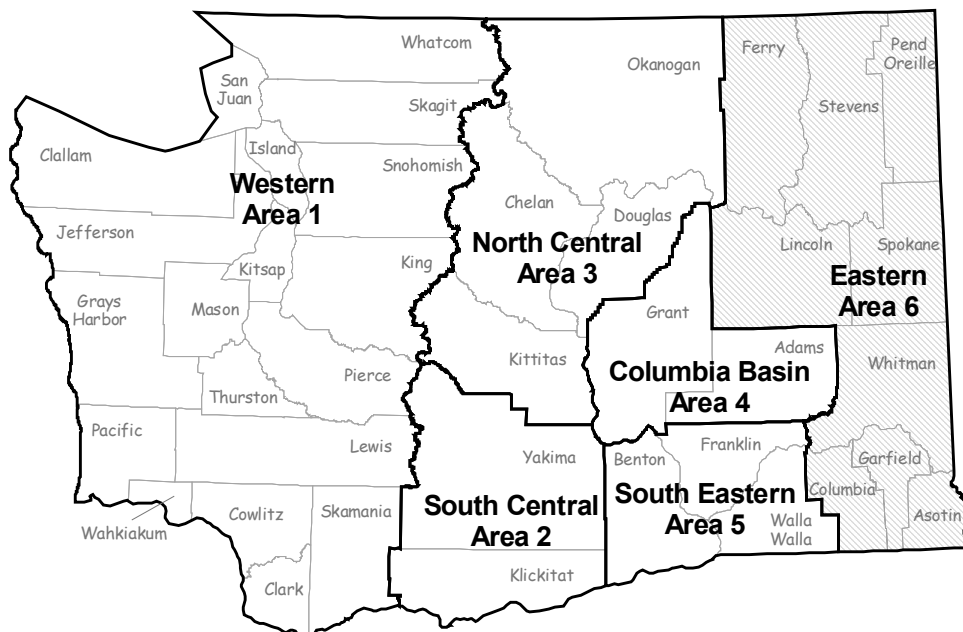 Whatcom
San
Juan
Skagit
Okanogan
Ferry
Pend
Oreille
Stevens
Clallam
Island
Snohomish
Western
Area 1
Chelan
Douglas
Jefferson
Kitsap
King
North Central
Area 3
Lincoln
Spokane
Eastern
Area 6
Grays
Harbor
Mason
Grant
Kittitas
Adams
Whitman
Pierce
Thurston
Columbia Basin
Area 4
Pacific
Lewis
Yakima
Benton
Franklin
Garfield
Columbia
Asotin
South Central
Area 2
South Eastern
Area 5
Walla
Walla
Wahkiakum
Cowlitz
Skamania
Clark
Klickitat